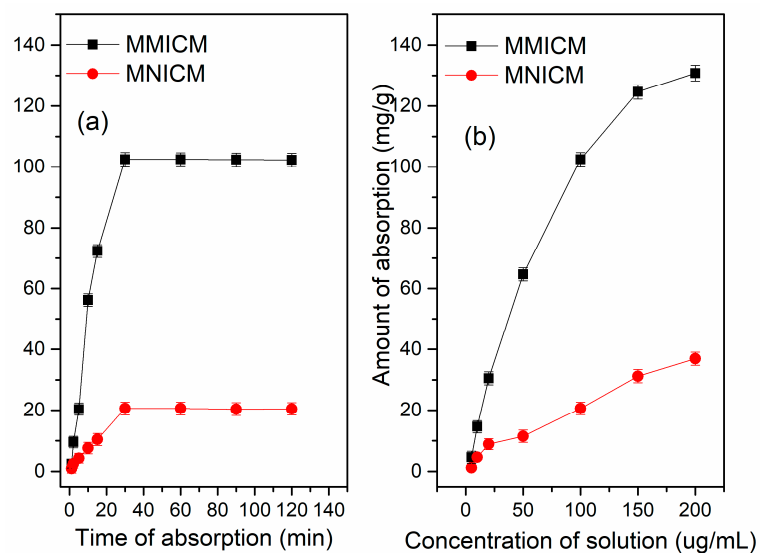 MMICM
MNICM
(a)
140
120
100
80
60
40
20
0
0 20 40 60 80 100 120 140
Time of absorption (min)
MMICM
MNICM
(b)
Amount of absorption (mg/g)
140
120
100
80
60
40
20
0
0 50 100 150 200
Concentration of solution (ug/mL)